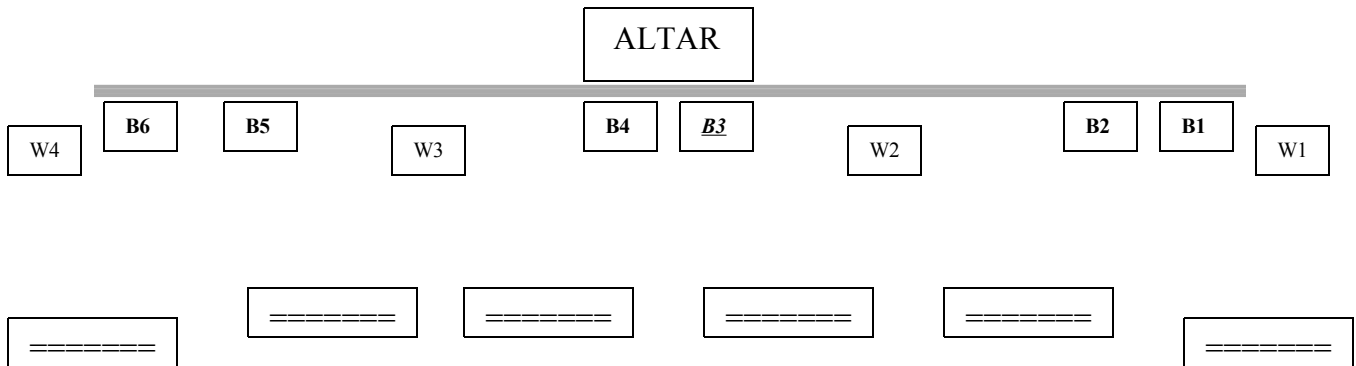 ALTAR
B6 B5 B4 B3 B2 B1
W4 W3 W2 W1
======= ======= ======= =======
======= =======